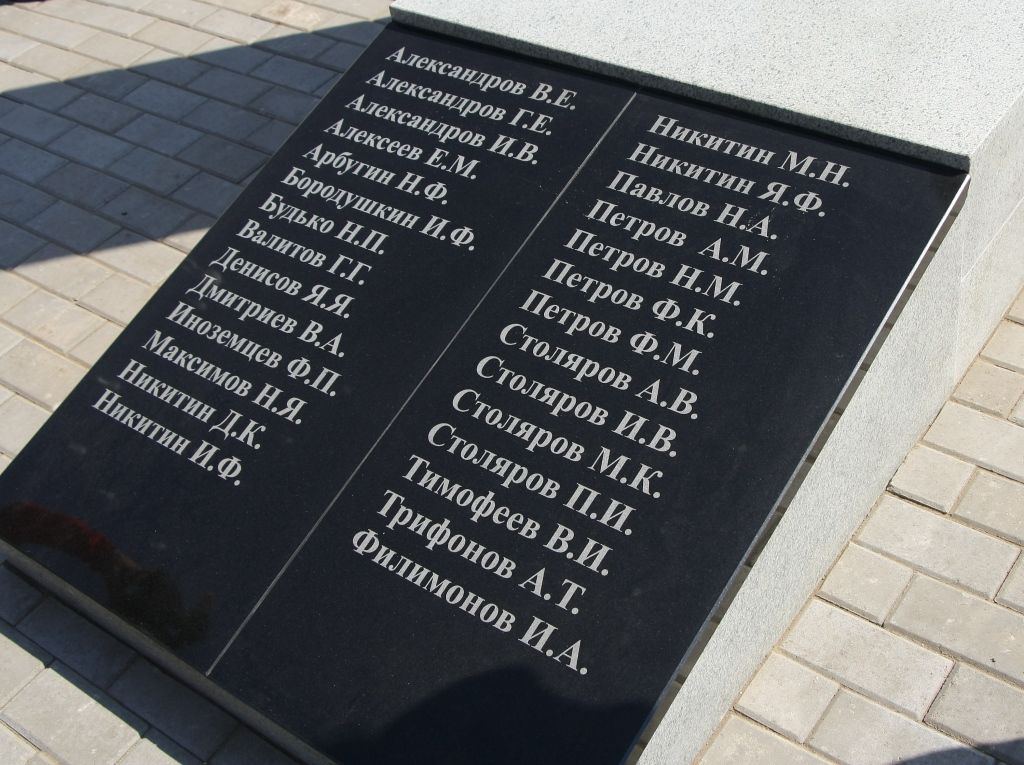 Александров В.Е.
Александров Г.Е.
Александров И.В.
Алексеев Е.М.
Арбугин Н.Ф.
Бородушкин И.Ф.
Будько Н.П.
Валитов Г.Г.
Денисов Я.Я.
Дмитриев В.А.
Иноземцев Ф.П.
Максимов Н.Я.
Никитин Д.К.
Никитин И.Ф.
Никитин М.Н.
Никитин Я.Ф.
Павлов Н.А.
Петров А.М.
Петров Н.М.
Петров Ф.К.
Петров Ф.М.
Столяров А.В.
Столяров И.В.
Столяров М.К.
Столяров П.И.
Тимофеев В.И.
Трифонов А.Т.
Филимонов И.А.